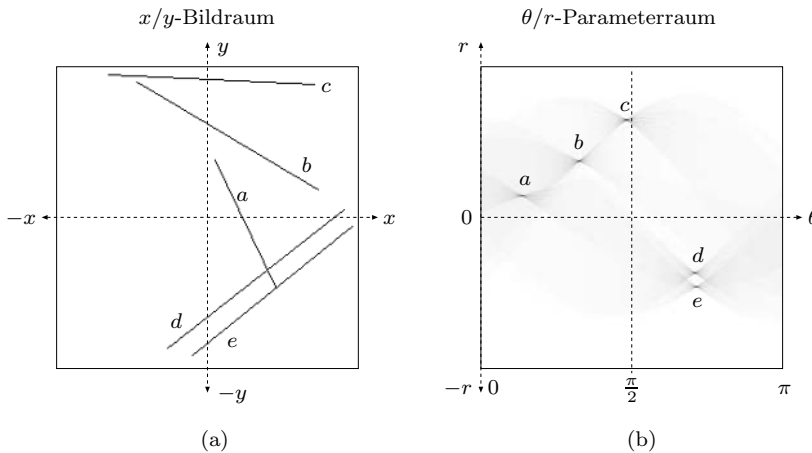 x/y-Bildraum
y
c
b
a
−x
x
d
e
−y
(a)
θ/r-Parameterraum
r
c
b
a
0
θ
d
e
−r
0
π/2
π
(b)